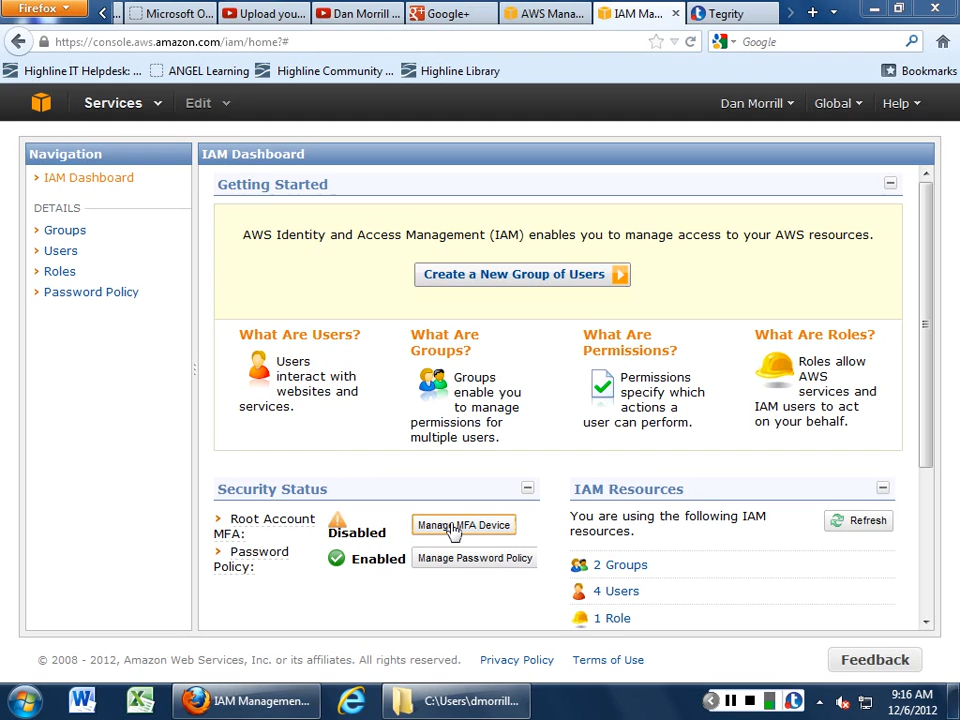 Firefox
Microsoft O...
Upload you...
Dan Morrill ...
Google+
AWS Mana...
IAM Ma...
Tegrity
https://console.aws.amazon.com/iam/home?#
Google
Highline IT Helpdesk: ...
ANGEL Learning
Highline Community ...
Highline Library
Bookmarks
Services
Edit
Dan Morrill
Global
Help
Navigation
IAM Dashboard
DETAILS
Groups
Users
Roles
Password Policy
IAM Dashboard
Getting Started
AWS Identity and Access Management (IAM) enables you to manage access to your AWS resources.
Create a New Group of Users
What Are Users?
Users
interact with
websites and
services.
What Are
Groups?
Groups
enable you
to manage
permissions for
multiple users.
What Are
Permissions?
Permissions
specify which
actions a
user can perform.
What Are Roles?
Roles allow
AWS
services and
IAM users to act
on your behalf.
Security Status
Root Account
MFA:
Disabled
Manage MFA Device
Password
Policy:
Enabled
Manage Password Policy
IAM Resources
You are using the following IAM
resources.
Refresh
2 Groups
4 Users
1 Role
© 2008 - 2012, Amazon Web Services, Inc. or its affiliates. All rights reserved.
Privacy Policy
Terms of Use
Feedback
IAM Managemen...
C:\Users\dmorrill...
9:16 AM
12/6/2012